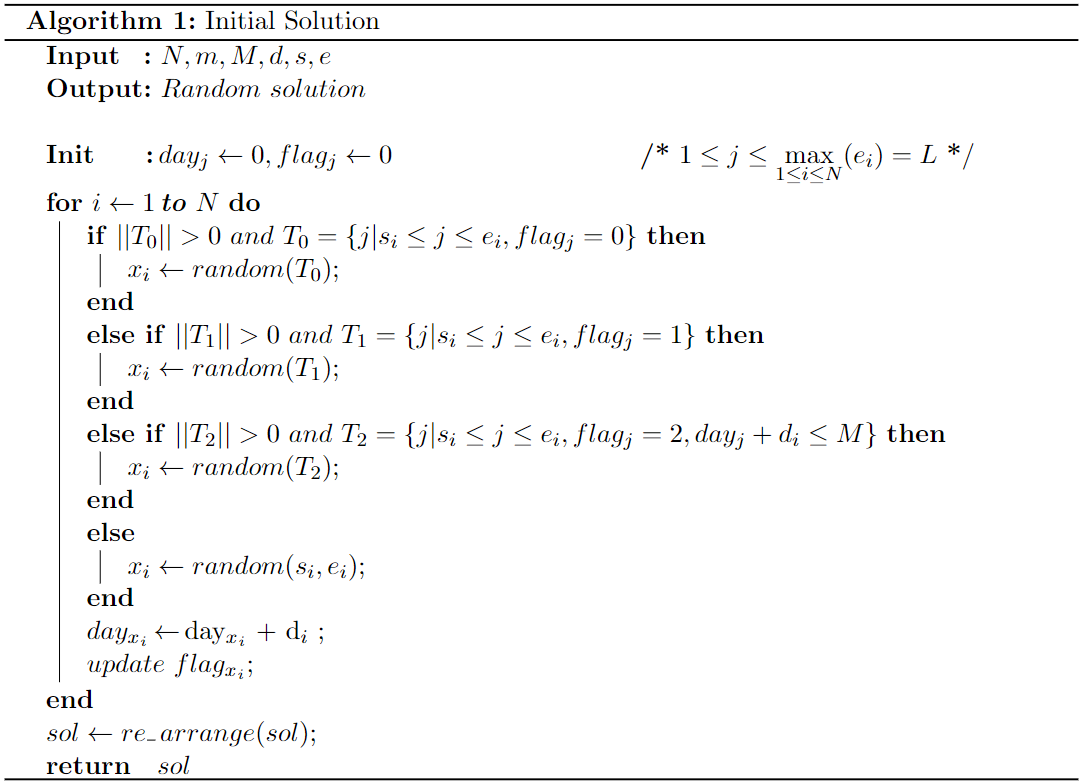 Algorithm 1: Initial Solution
Input : N, m, M, d, s, e
Output: Random solution
Init : day_j ← 0, flag_j ← 0 /* 1 ≤ j ≤ max_{1≤i≤N}(e_i) = L */
for i ← 1 to N do
if ||T_0|| > 0 and T_0 = {j|s_i ≤ j ≤ e_i, flag_j = 0} then
x_i ← random(T_0);
end
else if ||T_1|| > 0 and T_1 = {j|s_i ≤ j ≤ e_i, flag_j = 1} then
x_i ← random(T_1);
end
else if ||T_2|| > 0 and T_2 = {j|s_i ≤ j ≤ e_i, flag_j = 2, day_j + d_i ≤ M} then
x_i ← random(T_2);
end
else
x_i ← random(s_i, e_i);
end
day_{x_i} ← day_{x_i} + d_i ;
update flag_{x_i};
end
sol ← re_arrange(sol);
return sol